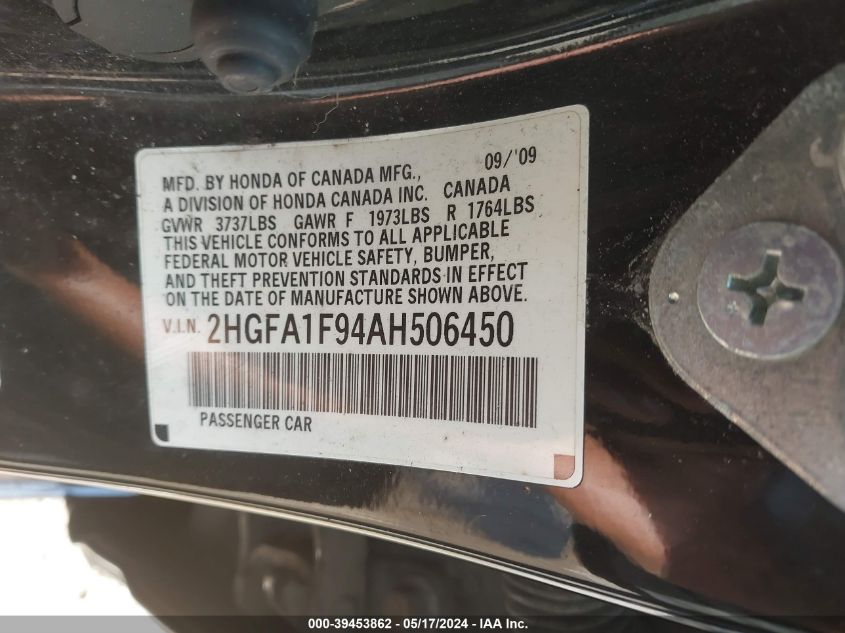 09/'09
MFD. BY HONDA OF CANADA MFG.,
A DIVISION OF HONDA CANADA INC. CANADA
GVWR 3737LBS GAWR F 1973LBS R 1764LBS
THIS VEHICLE CONFORMS TO ALL APPLICABLE
FEDERAL MOTOR VEHICLE SAFETY, BUMPER,
AND THEFT PREVENTION STANDARDS IN EFFECT
ON THE DATE OF MANUFACTURE SHOWN ABOVE.
V.I.N. 2HGFA1F94AH506450
PASSENGER CAR
000-39453862 - 05/17/2024 - IAA Inc.